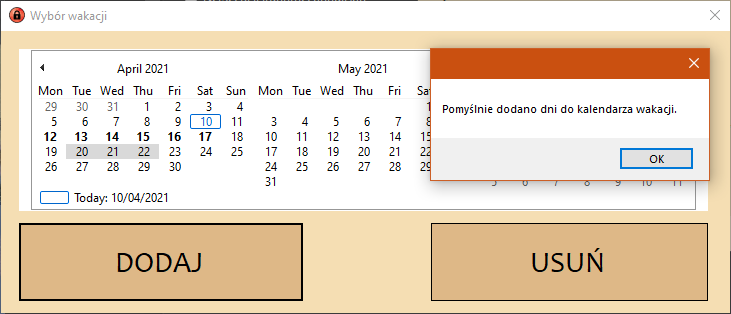 Wybór wakacji
April 2021
May 2021
Mon Tue Wed Thu Fri Sat Sun Mon Tue Wed Thu Fri Sat
29 30 31 1 2 3 4
5 6 7 8 9 10 11 3 4 5 6 7 8
12 13 14 15 16 17 18 10 11 12 13 14
19 20 21 22 23 24 25 17 18 19 20 21
26 27 28 29 30 24 25 26 27 28
31
5 6 7 8 9 10 11
Today: 10/04/2021
Pomyślnie dodano dni do kalendarza wakacji.
OK
DODAJ
USUŃ